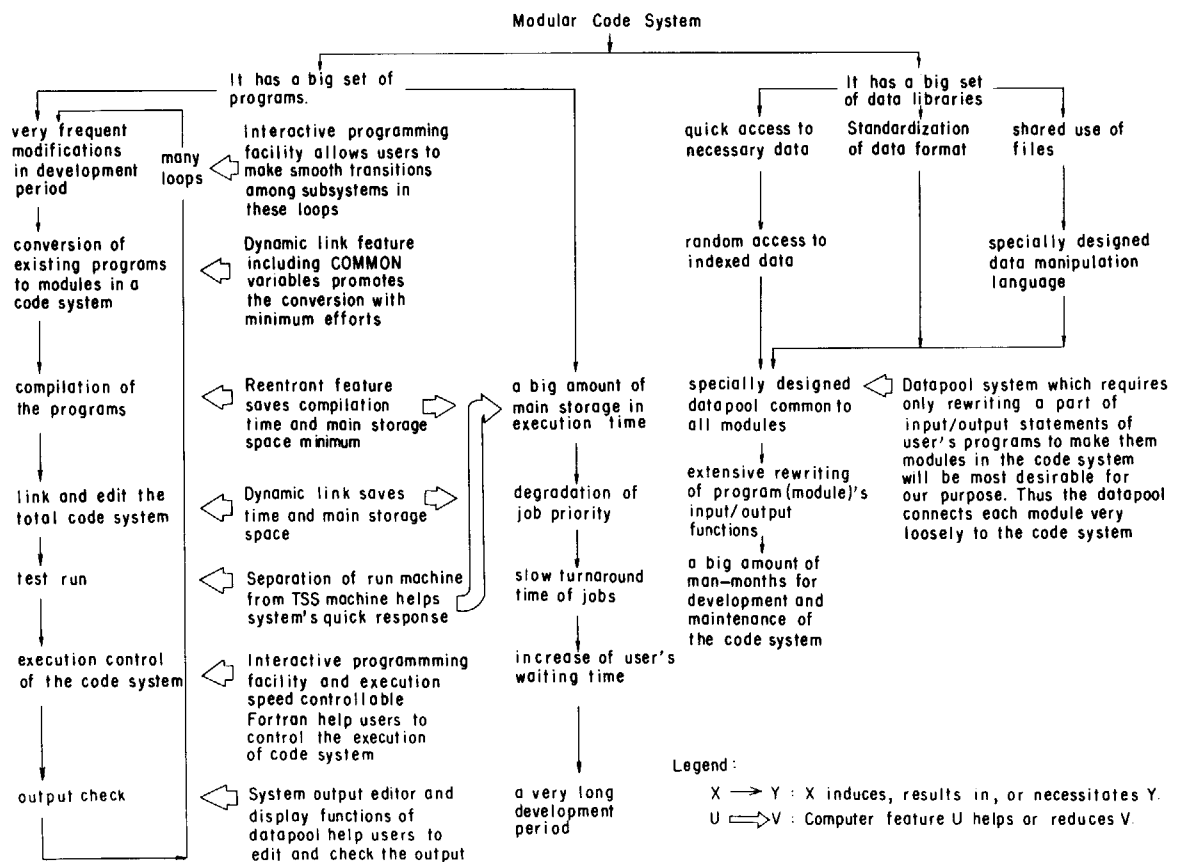 Modular Code System
It has a big set of
programs.
very frequent
modifications
in development
period
many
loops
Interactive programming
facility allows users to
make smooth transitions
among subsystems in
these loops
conversion of
existing programs
to modules in a
code system
Dynamic link feature
including COMMON
variables promotes
the conversion with
minimum efforts
compilation of
the programs
Reentrant feature
saves compilation
time and main storage
space minimum
link and edit the
total code system
Dynamic link saves
time and main storage
space
test run
Separation of run machine
from TSS machine helps
system's quick response
execution control
of the code system
Interactive programmming
facility and execution
speed controllable
Fortran help users to
control the execution
of code system
output check
System output editor and
display functions of
datapool help users to
edit and check the output
a big amount of
main storage in
execution time
degradation of
job priority
slow turnaround
time of jobs
increase of user's
waiting time
a very long
development
period
It has a big set
of data libraries
quick access to
necessary data
Standardization
of data format
shared use of
files
random access to
indexed data
specially designed
data manipulation
language
specially designed
datapool common to
all modules
Datapool system which requires
only rewriting a part of
input/output statements of
user's programs to make them
modules in the code system
will be most desirable for
our purpose. Thus the datapool
connects each module very
loosely to the code system
extensive rewriting
of program(module)'s
input/output
functions
a big amount of
man-months for
development and
maintenance of
the code system
Legend:
X → Y : X induces, results in, or necessitates Y.
U ⇒ V : Computer feature U helps or reduces V.